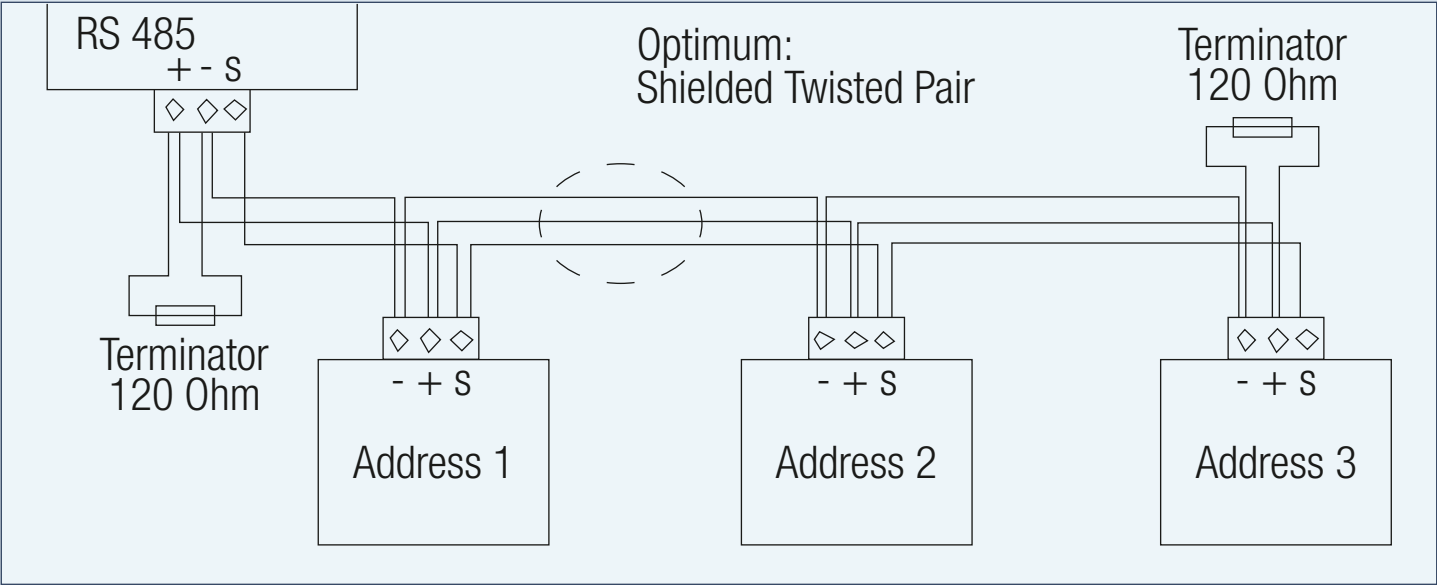 RS 485
+ - S
Optimum:
Shielded Twisted Pair
Terminator
120 Ohm
Terminator
120 Ohm
- + S
Address 1
- + S
Address 2
- + S
Address 3